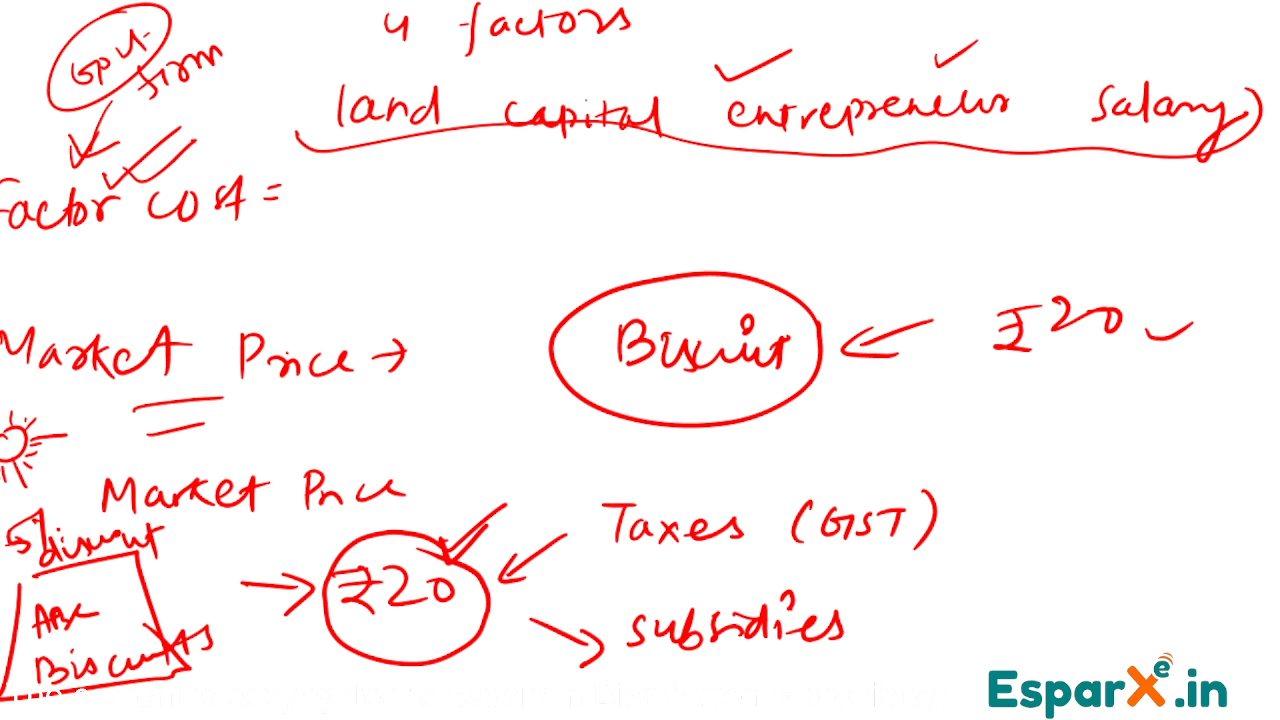 4 factors
firm
land capital entrepreneur salary)
Factor cost =
Market Price →
Biscuit ← ₹20
Market Price
discount
→ ₹20
Taxes (GST)
subsidies
ABC
Biscuits
EsparXe.in